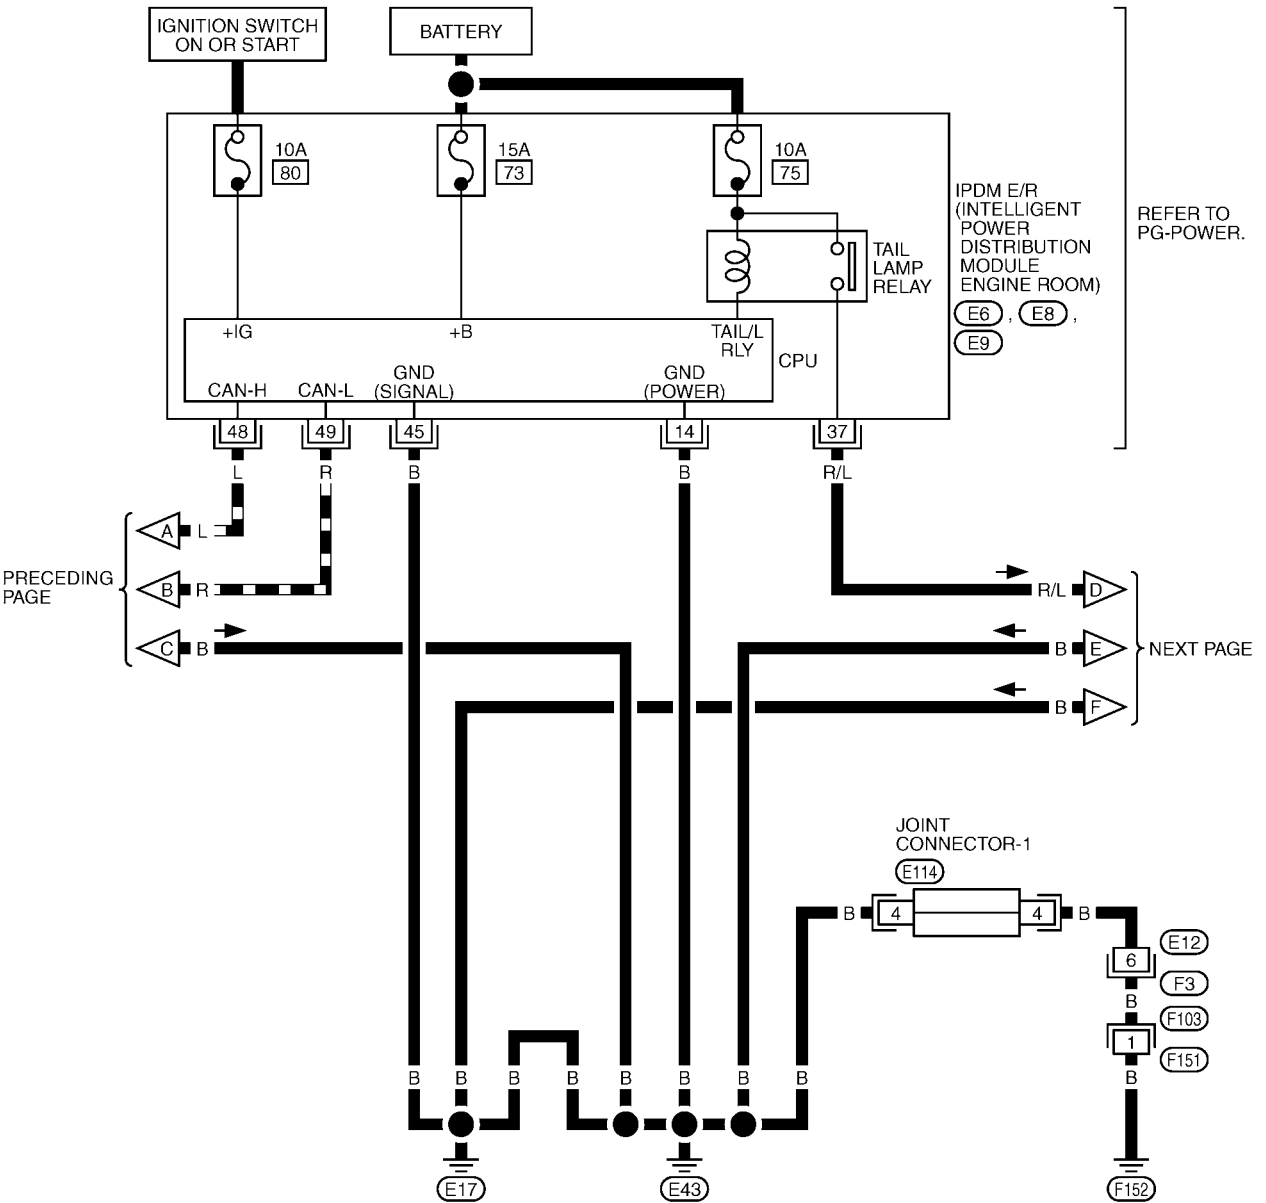 IGNITION SWITCH
ON OR START
BATTERY
10A
80
15A
73
10A
75
IPDM E/R
(INTELLIGENT
POWER
DISTRIBUTION
MODULE
ENGINE ROOM)
E6 , E8 ,
E9
REFER TO
PG-POWER.
TAIL
LAMP
RELAY
+IG
+B
TAIL/L
RLY
CPU
CAN-H
CAN-L
GND
(SIGNAL)
GND
(POWER)
48
49
45
14
37
L
R
B
B
R/L
A
L
B
R
C
B
PRECEDING
PAGE
R/L
D
B
E
B
F
NEXT PAGE
JOINT
CONNECTOR-1
E114
B
4
4
B
E12
6
F3
B
F103
1
F151
B
B
B
B
B
B
B
B
B
E17
E43
F152